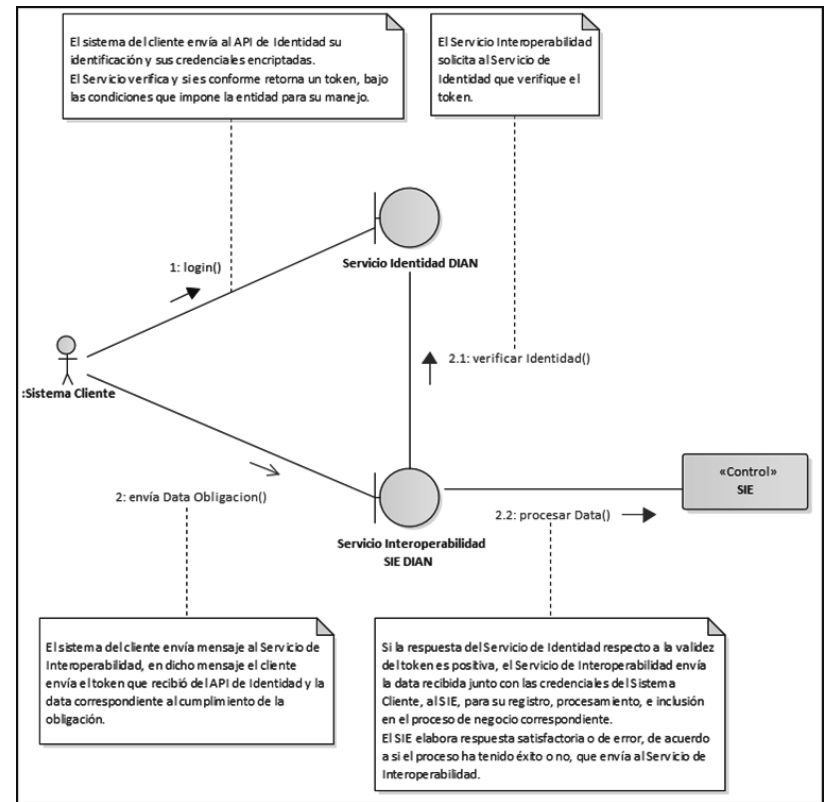 El sistema del cliente envía al API de Identidad su
identificación y sus credenciales encriptadas.
El Servicio verifica y si es conforme retorna un token, bajo
las condiciones que impone la entidad para su manejo.
El Servicio Interoperabilidad
solicita al Servicio de
Identidad que verifique el
token.
Servicio Identidad DIAN
1: login()
2.1: verificar Identidad()
:Sistema Cliente
«Control»
SIE
2: envía Data Obligacion()
2.2: procesar Data()
Servicio Interoperabilidad
SIE DIAN
El sistema del cliente envía mensaje al Servicio de
Interoperabilidad, en dicho mensaje el cliente
envía el token que recibió del API de Identidad y la
data correspondiente al cumplimiento de la
obligación.
Si la respuesta del Servicio de Identidad respecto a la validez
del token es positiva, el Servicio de Interoperabilidad envía
la data recibida junto con las credenciales del Sistema
Cliente, al SIE, para su registro, procesamiento, e inclusión
en el proceso de negocio correspondiente.
El SIE elabora respuesta satisfactoria o de error, de acuerdo
a si el proceso ha tenido éxito o no, que envía al Servicio de
Interoperabilidad.